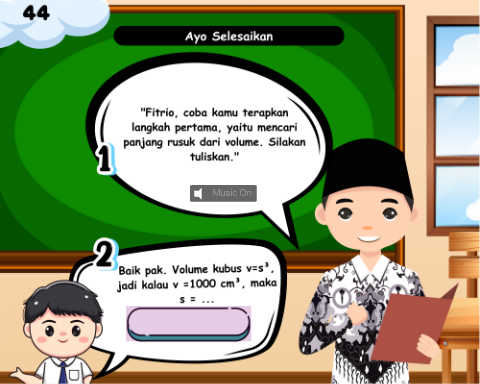 44
Ayo Selesaikan
"Fitrio, coba kamu terapkan
langkah pertama, yaitu mencari
panjang rusuk dari volume. Silakan
tuliskan."
1
Music On
2
Baik pak. Volume kubus v=s³,
jadi kalau v =1000 cm³, maka
s = ...